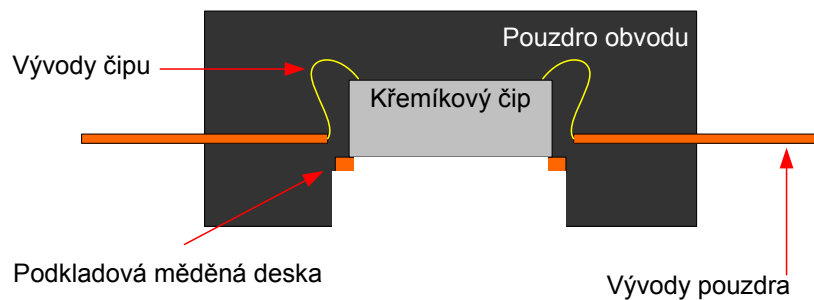 Pouzdro obvodu
Vývody čipu
Křemíkový čip
Podkladová měděná deska
Vývody pouzdra